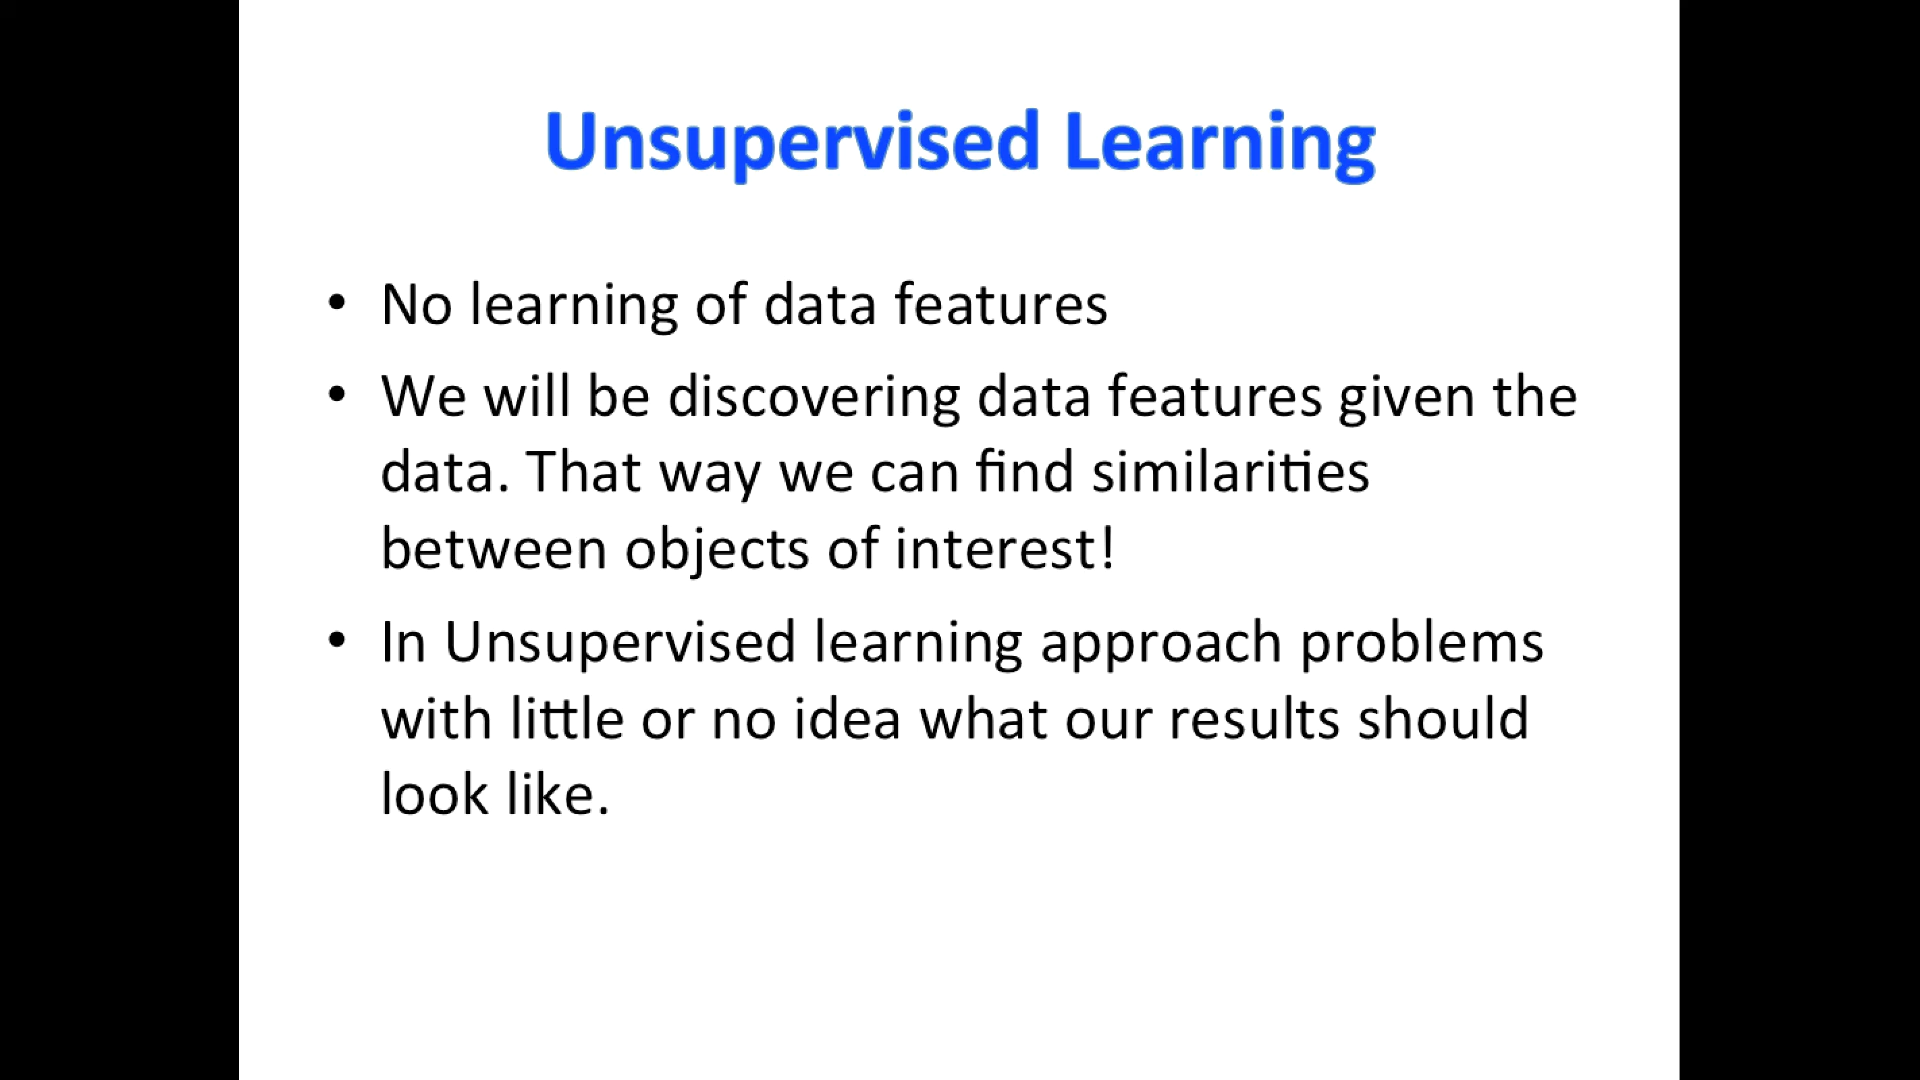 Unsupervised Learning
• No learning of data features
• We will be discovering data features given the
data. That way we can find similarities
between objects of interest!
• In Unsupervised learning approach problems
with little or no idea what our results should
look like.